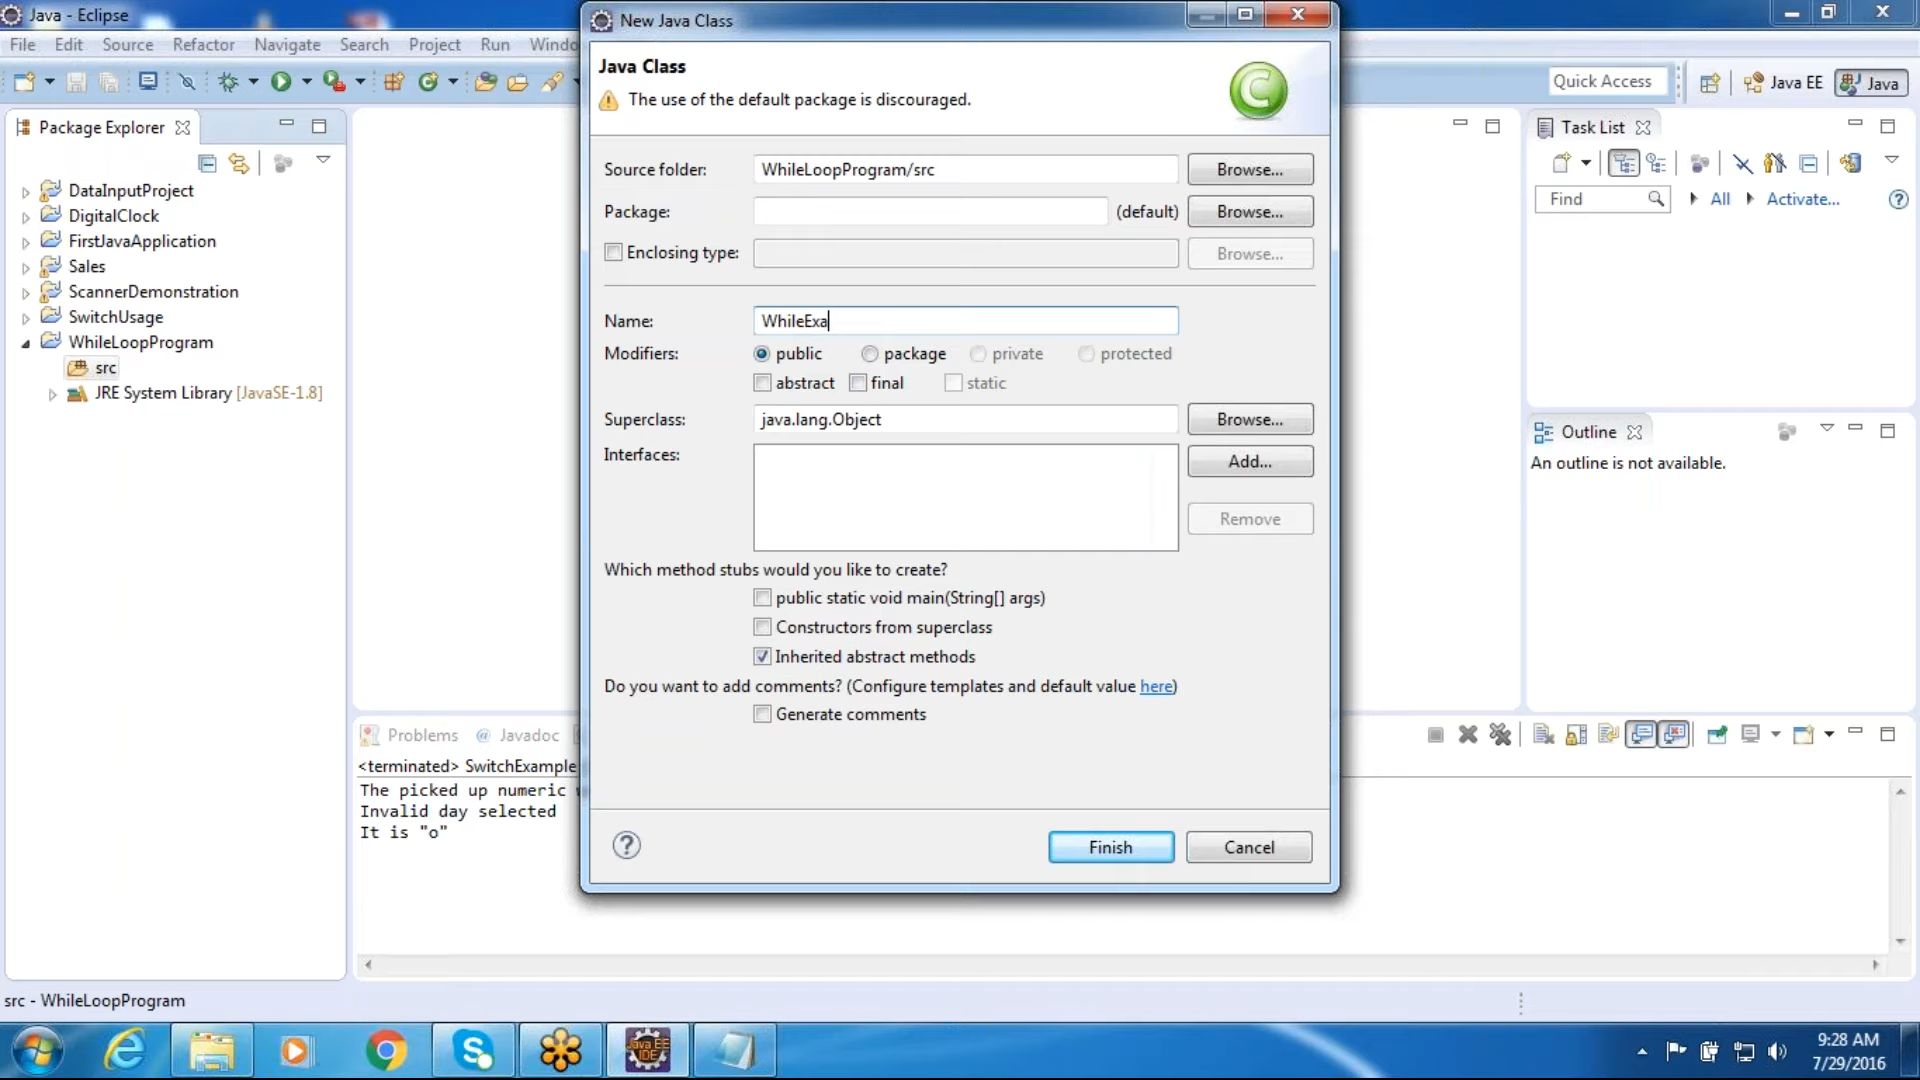 Java - Eclipse
File Edit Source Refactor Navigate Search Project Run Windo
Quick Access
Java EE
Java
Package Explorer
DataInputProject
DigitalClock
FirstJavaApplication
Sales
ScannerDemonstration
SwitchUsage
WhileLoopProgram
src
JRE System Library [JavaSE-1.8]
New Java Class
Java Class
The use of the default package is discouraged.
Source folder: WhileLoopProgram/src Browse...
Package: (default) Browse...
Enclosing type: Browse...
Name: WhileExa
Modifiers: public package private protected
abstract final static
Superclass: java.lang.Object Browse...
Interfaces: Add...
Remove
Which method stubs would you like to create?
public static void main(String[] args)
Constructors from superclass
Inherited abstract methods
Do you want to add comments? (Configure templates and default value here)
Generate comments
Finish Cancel
Task List
Find All Activate...
Outline
An outline is not available.
Problems @ Javadoc
<terminated> SwitchExample
The picked up numeric
Invalid day selected
It is "o"
src - WhileLoopProgram
Java EE
IDE
9:28 AM
7/29/2016